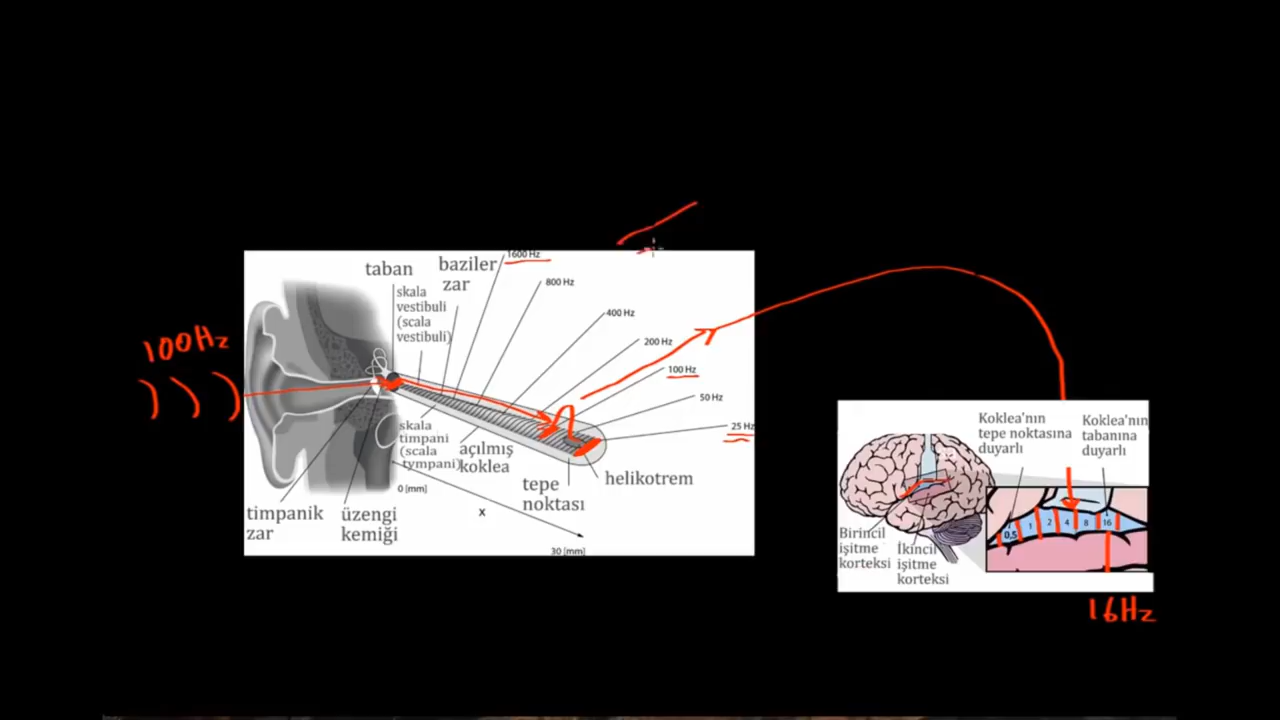 100Hz
taban
baziler
zar
skala
vestibuli
(scala
vestibuli)
1600 Hz
800 Hz
400 Hz
200 Hz
100 Hz
50 Hz
25 Hz
skala
timpani
(scala
tympani)
açılmış
koklea
tepe
noktası
helikotrem
0 [mm]
x
30 [mm]
timpanik
zar
üzengi
kemiği
Koklea'nın
tepe noktasına
duyarlı
Koklea'nın
tabanına
duyarlı
Birincil
işitme
korteksi
İkincil
işitme
korteksi
0,5 1 2 4 8 16
16Hz